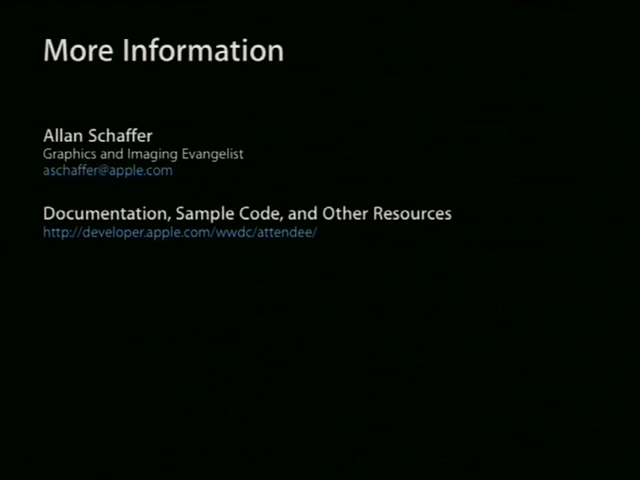 More Information
Allan Schaffer
Graphics and Imaging Evangelist
aschaffer@apple.com
Documentation, Sample Code, and Other Resources
http://developer.apple.com/wwdc/attendee/